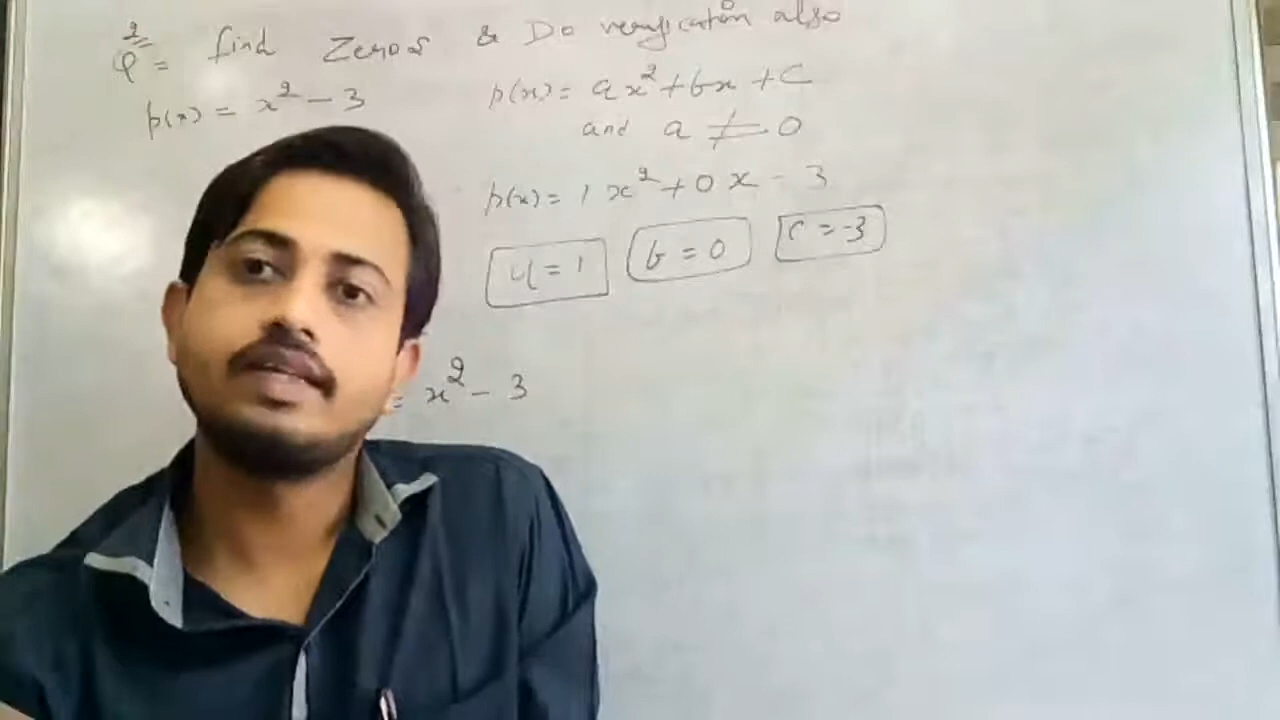 2
Q= find Zeros & Do verification also
p(x) = x² - 3
p(x) = ax² + bx + c
and a ≠ 0
p(x) = 1x² + 0x - 3
a = 1 b = 0 c = -3
= x² - 3